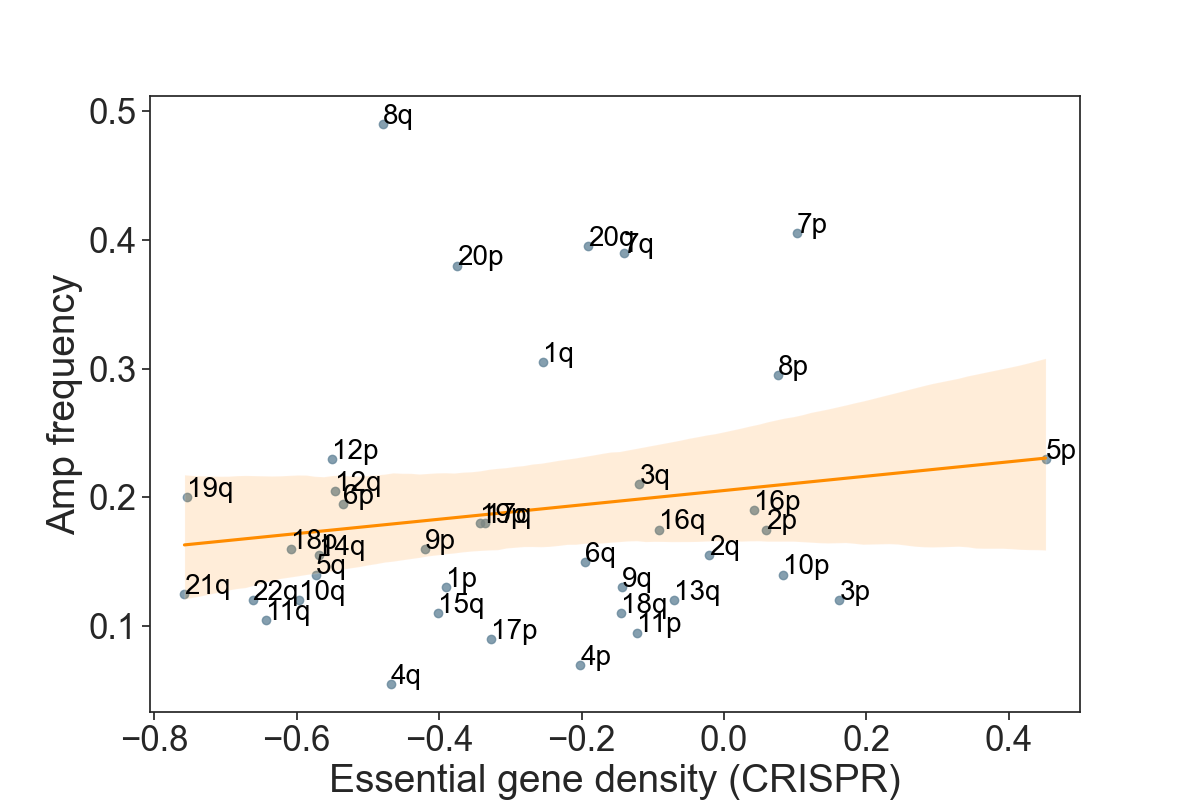 0.5
0.4
0.3
0.2
0.1
Amp frequency
8q
7p
20q
7q
20p
1q
8p
12p
5p
12q
3q
19q
6p
16p
19p
17q
16q
2p
18p
14q
9p
2q
6q
5q
10p
21q
22q
10q
1p
9q
13q
3p
11q
15q
18q
17p
11p
4p
4q
−0.8
−0.6
−0.4
−0.2
0.0
0.2
0.4
Essential gene density (CRISPR)